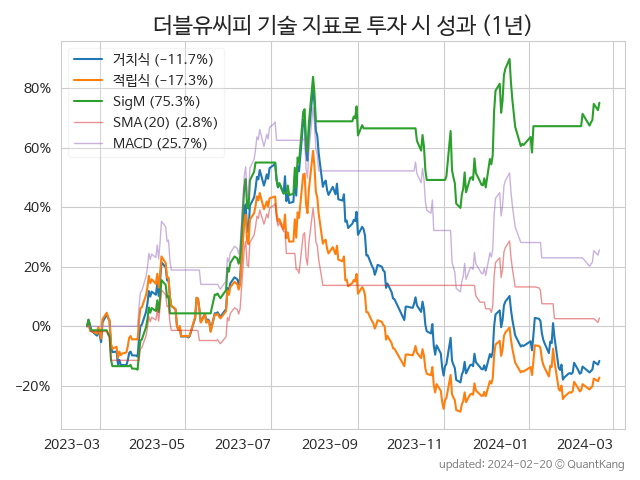 더블유씨피 기술 지표로 투자 시 성과 (1년)
거치식 (−11.7%)
적립식 (−17.3%)
SigM (75.3%)
SMA(20) (2.8%)
MACD (25.7%)
80%
60%
40%
20%
0%
−20%
2023-03 2023-05 2023-07 2023-09 2023-11 2024-01 2024-03
updated: 2024-02-20 © QuantKang